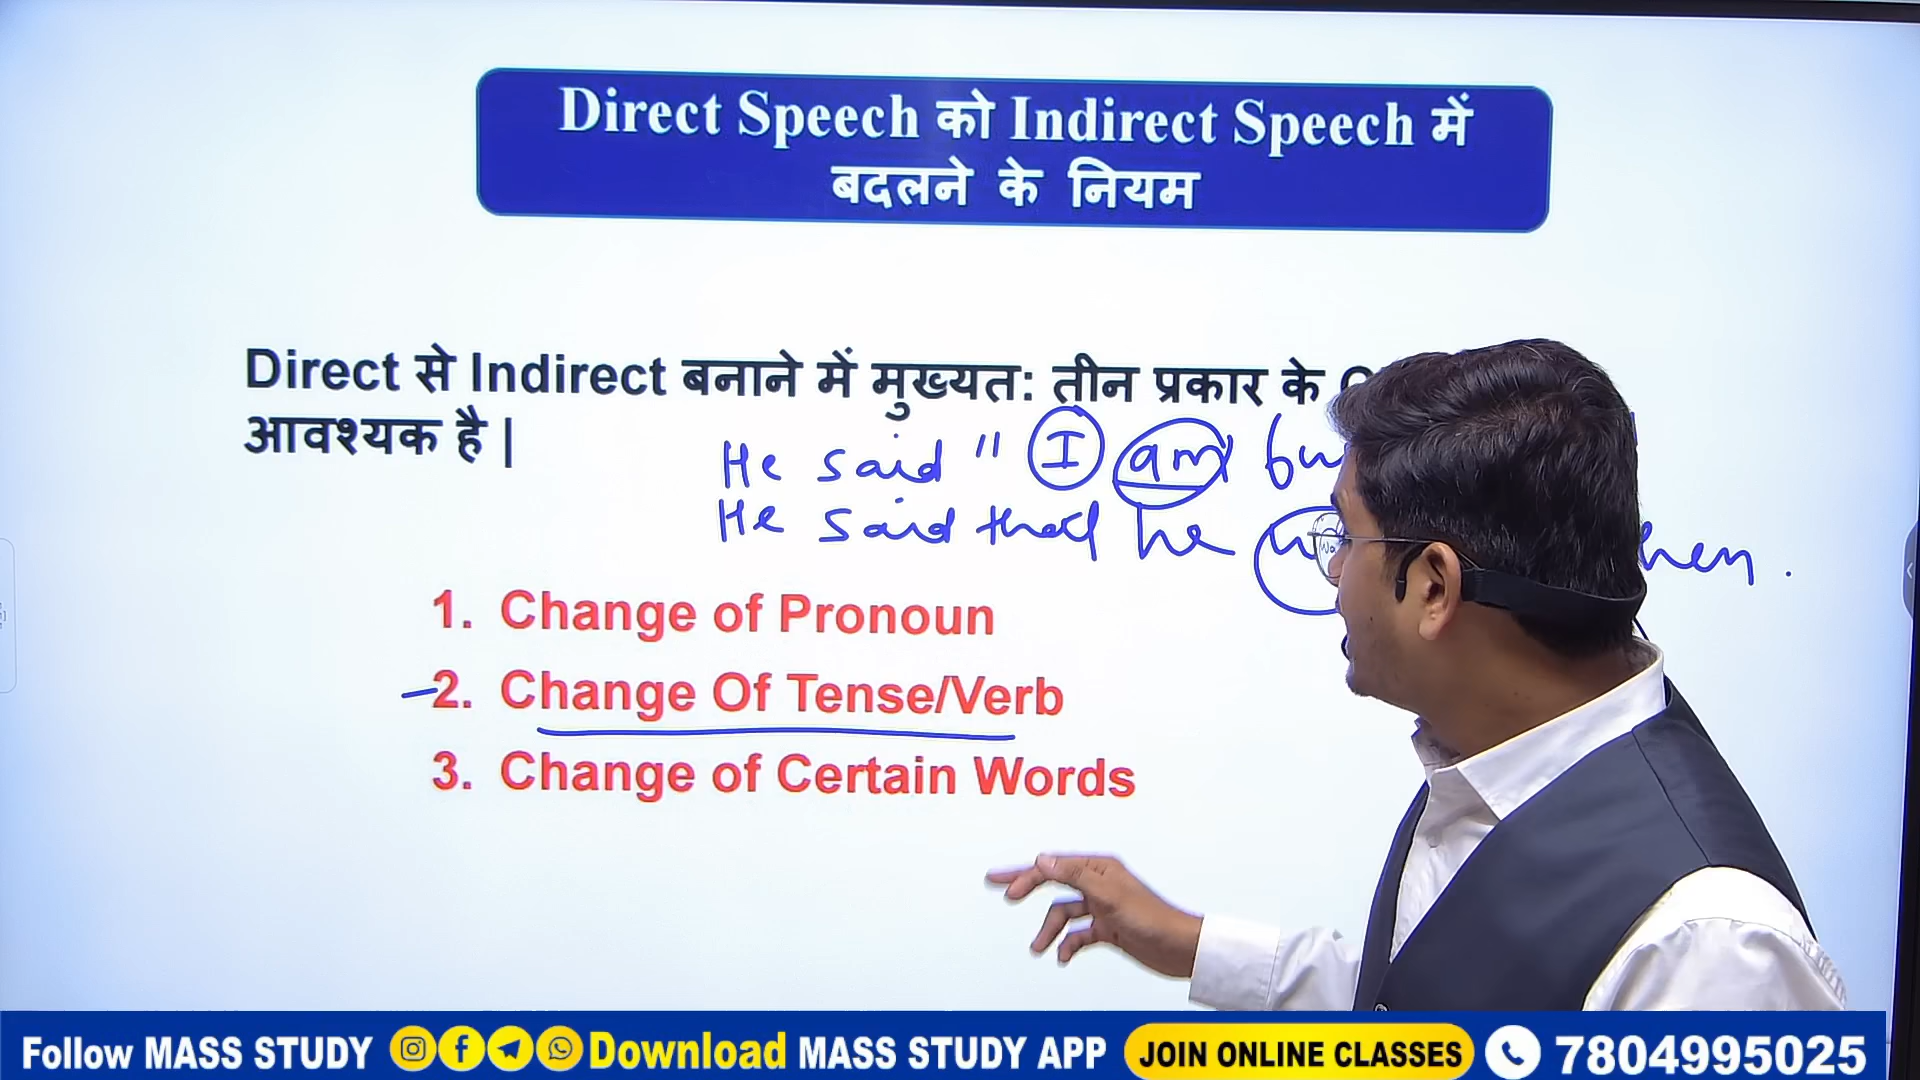 Direct Speech को Indirect Speech में
बदलने के नियम
Direct से Indirect बनाने में मुख्यत: तीन प्रकार के
आवश्यक है |
He said " I am
He said that he
1. Change of Pronoun
2. Change Of Tense/Verb
3. Change of Certain Words
Follow MASS STUDY Download MASS STUDY APP JOIN ONLINE CLASSES 7804995025